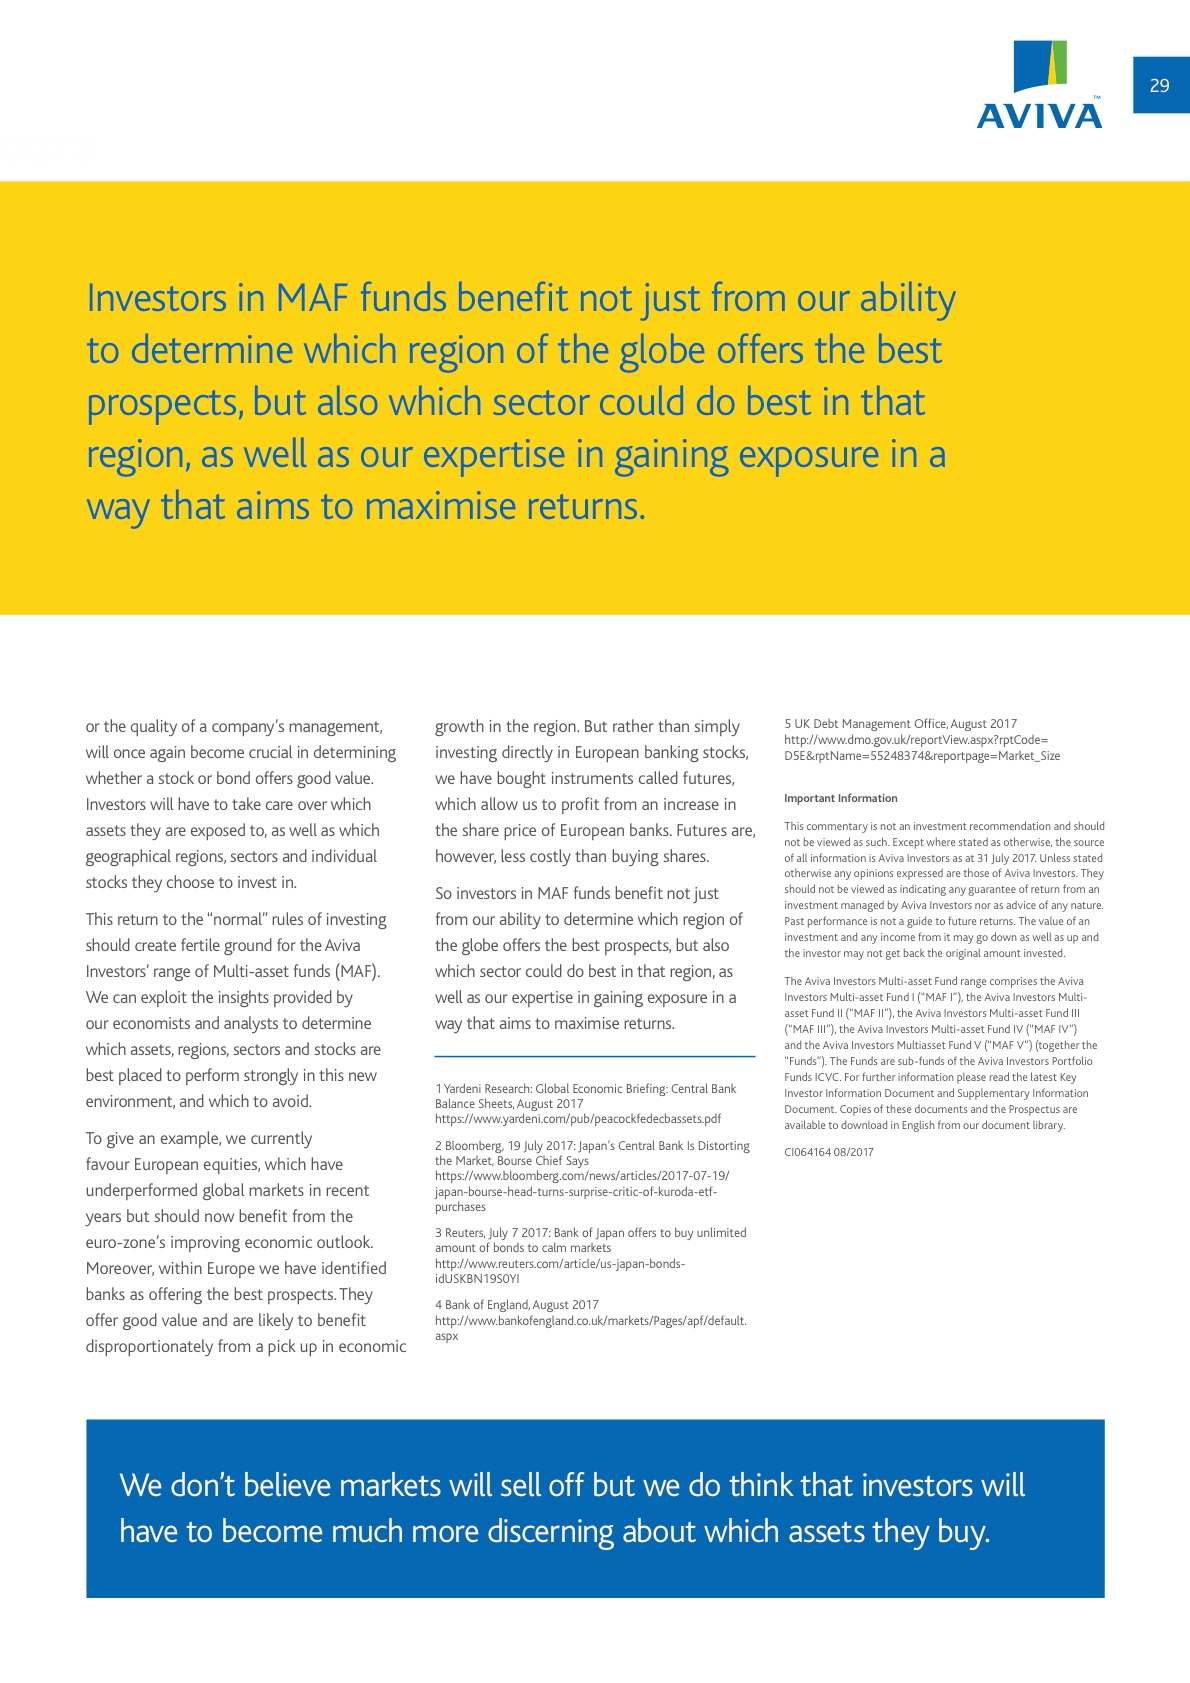 AVIVA
™
29
Investors in MAF funds benefit not just from our ability
to determine which region of the globe offers the best
prospects, but also which sector could do best in that
region, as well as our expertise in gaining exposure in a
way that aims to maximise returns.
or the quality of a company's management,
will once again become crucial in determining
whether a stock or bond offers good value.
Investors will have to take care over which
assets they are exposed to, as well as which
geographical regions, sectors and individual
stocks they choose to invest in.
This return to the “normal” rules of investing
should create fertile ground for the Aviva
Investors’ range of Multi-asset funds (MAF).
We can exploit the insights provided by
our economists and analysts to determine
which assets, regions, sectors and stocks are
best placed to perform strongly in this new
environment, and which to avoid.
To give an example, we currently
favour European equities, which have
underperformed global markets in recent
years but should now benefit from the
euro-zone’s improving economic outlook.
Moreover, within Europe we have identified
banks as offering the best prospects. They
offer good value and are likely to benefit
disproportionately from a pick up in economic
growth in the region. But rather than simply
investing directly in European banking stocks,
we have bought instruments called futures,
which allow us to profit from an increase in
the share price of European banks. Futures are,
however, less costly than buying shares.
So investors in MAF funds benefit not just
from our ability to determine which region of
the globe offers the best prospects, but also
which sector could do best in that region, as
well as our expertise in gaining exposure in a
way that aims to maximise returns.
1 Yardeni Research: Global Economic Briefing: Central Bank
Balance Sheets, August 2017
https://www.yardeni.com/pub/peacockfedecbassets.pdf
2 Bloomberg, 19 July 2017: Japan’s Central Bank Is Distorting
the Market, Bourse Chief Says
https://www.bloomberg.com/news/articles/2017-07-19/
japan-bourse-head-turns-surprise-critic-of-kuroda-etf-
purchases
3 Reuters, July 7 2017: Bank of Japan offers to buy unlimited
amount of bonds to calm markets
http://www.reuters.com/article/us-japan-bonds-
idUSKBN19S0YI
4 Bank of England, August 2017
http://www.bankofengland.co.uk/markets/Pages/apf/default.
aspx
5 UK Debt Management Office, August 2017
http://www.dmo.gov.uk/reportView.aspx?rptCode=
D5E&rptName=55248374&reportpage=Market_Size
Important Information
This commentary is not an investment recommendation and should
not be viewed as such. Except where stated as otherwise, the source
of all information is Aviva Investors as at 31 July 2017. Unless stated
otherwise any opinions expressed are those of Aviva Investors. They
should not be viewed as indicating any guarantee of return from an
investment managed by Aviva Investors nor as advice of any nature.
Past performance is not a guide to future returns. The value of an
investment and any income from it may go down as well as up and
the investor may not get back the original amount invested.
The Aviva Investors Multi-asset Fund range comprises the Aviva
Investors Multi-asset Fund I (“MAF I”), the Aviva Investors Multi-
asset Fund II (“MAF II”), the Aviva Investors Multi-asset Fund III
(“MAF III”), the Aviva Investors Multi-asset Fund IV (“MAF IV”)
and the Aviva Investors Multiasset Fund V (“MAF V”) (together the
“Funds”). The Funds are sub-funds of the Aviva Investors Portfolio
Funds ICVC. For further information please read the latest Key
Investor Information Document and Supplementary Information
Document. Copies of these documents and the Prospectus are
available to download in English from our document library.
CI064164 08/2017
We don’t believe markets will sell off but we do think that investors will
have to become much more discerning about which assets they buy.